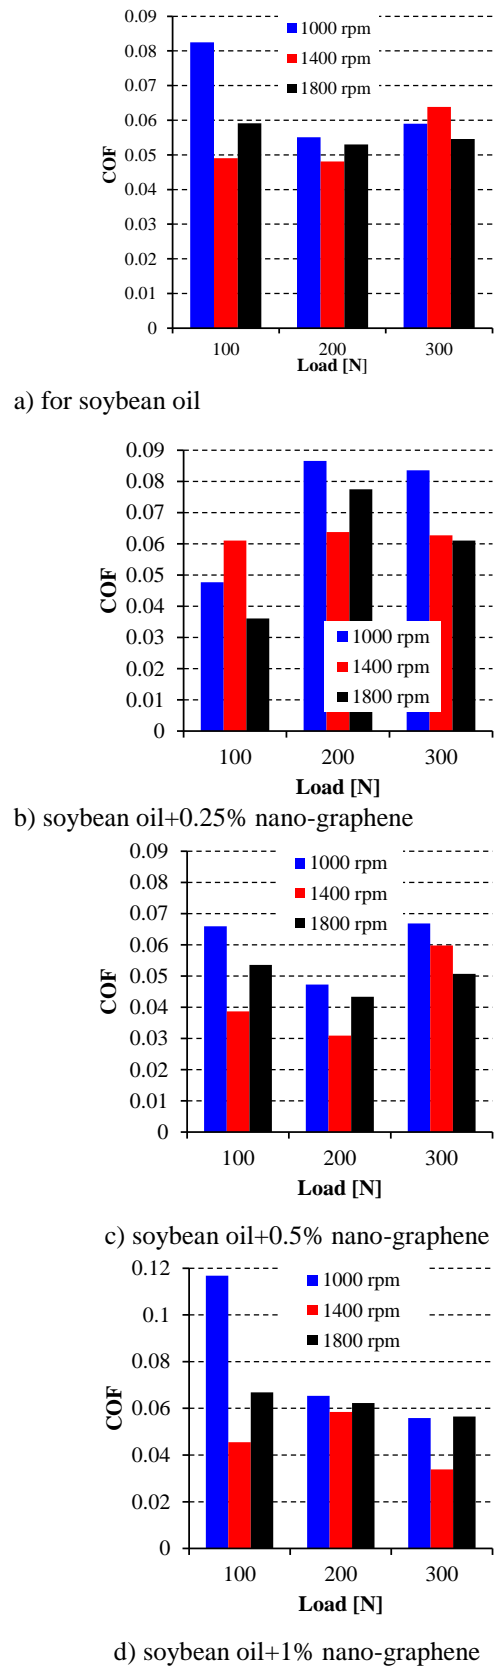 0.09
1000 rpm
0.08
1400 rpm
0.07
1800 rpm
0.06
0.05
COF
0.04
0.03
0.02
0.01
0
100 200 300
Load [N]
a) for soybean oil
0.09
0.08
0.07
0.06
0.05
COF
0.04
0.03
1000 rpm
0.02
1400 rpm
0.01
1800 rpm
0
100 200 300
Load [N]
b) soybean oil+0.25% nano-graphene
0.09
1000 rpm
0.08
1400 rpm
0.07
1800 rpm
0.06
0.05
COF
0.04
0.03
0.02
0.01
0
100 200 300
Load [N]
c) soybean oil+0.5% nano-graphene
0.12
1000 rpm
0.1
1400 rpm
1800 rpm
0.08
COF
0.06
0.04
0.02
0
100 200 300
Load [N]
d) soybean oil+1% nano-graphene